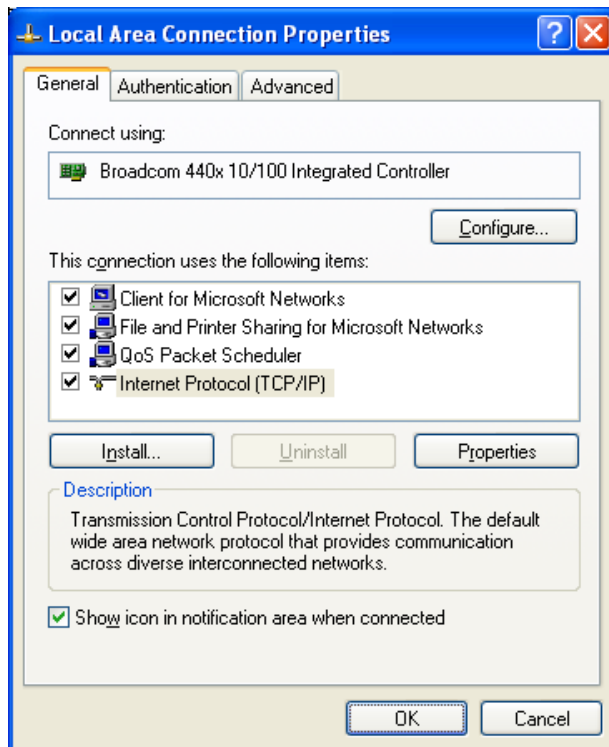 Local Area Connection Properties
General Authentication Advanced
Connect using:
Broadcom 440x 10/100 Integrated Controller
Configure...
This connection uses the following items:
Client for Microsoft Networks
File and Printer Sharing for Microsoft Networks
QoS Packet Scheduler
Internet Protocol (TCP/IP)
Install... Uninstall Properties
Description
Transmission Control Protocol/Internet Protocol. The default
wide area network protocol that provides communication
across diverse interconnected networks.
Show icon in notification area when connected
OK Cancel